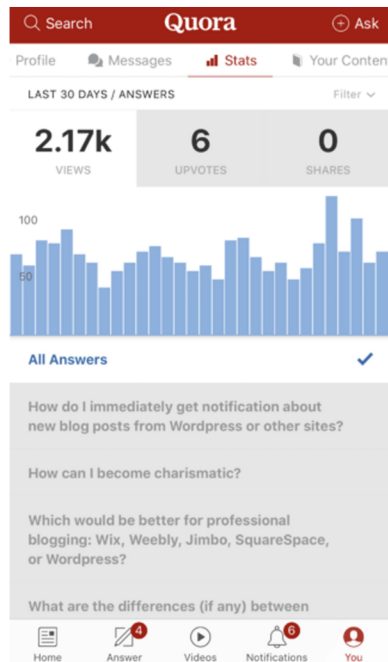 Search Quora Ask
Profile Messages Stats Your Conten
LAST 30 DAYS / ANSWERS Filter
2.17k 6 0
VIEWS UPVOTES SHARES
100
50
All Answers
How do I immediately get notification about
new blog posts from Wordpress or other sites?
How can I become charismatic?
Which would be better for professional
blogging: Wix, Weebly, Jimbo, SquareSpace,
or Wordpress?
What are the differences (if any) between
4 6
Home Answer Videos Notifications You